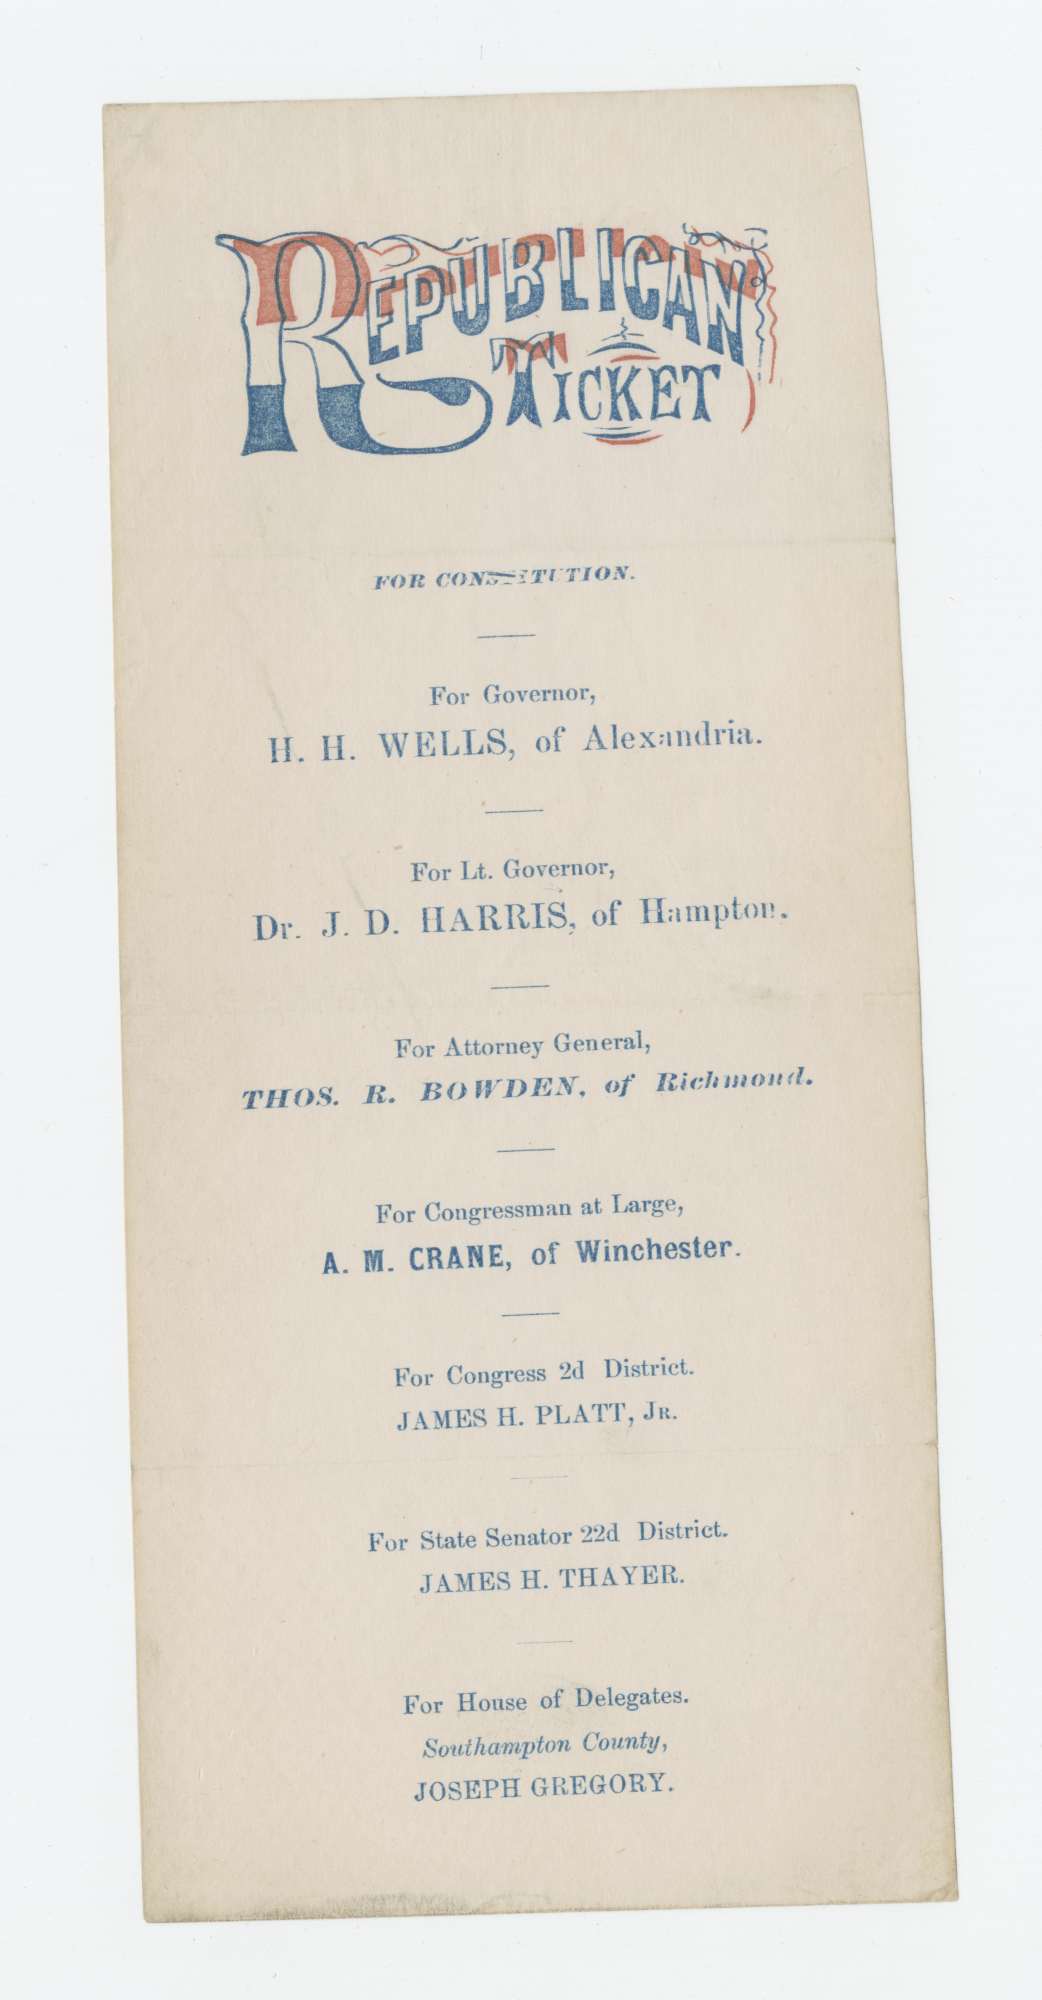 REPUBLICAN
TICKET
FOR CONSTITUTION.
For Governor,
H. H. WELLS, of Alexandria.
For Lt. Governor,
Dr. J. D. HARRIS, of Hampton.
For Attorney General,
THOS. R. BOWDEN, of Richmond.
For Congressman at Large,
A. M. CRANE, of Winchester.
For Congress 2d District.
JAMES H. PLATT, JR.
For State Senator 22d District.
JAMES H. THAYER.
For House of Delegates.
Southampton County,
JOSEPH GREGORY.